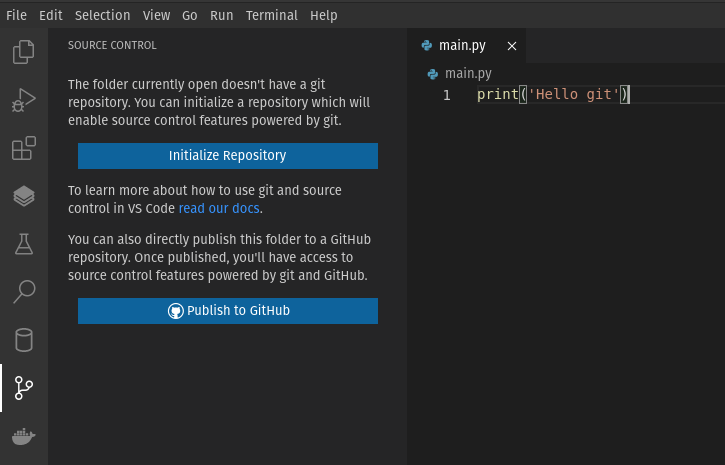 File Edit Selection View Go Run Terminal Help
SOURCE CONTROL
The folder currently open doesn't have a git
repository. You can initialize a repository which will
enable source control features powered by git.
Initialize Repository
To learn more about how to use git and source
control in VS Code read our docs.
You can also directly publish this folder to a GitHub
repository. Once published, you'll have access to
source control features powered by git and GitHub.
Publish to GitHub
main.py
main.py
1 print('Hello git')